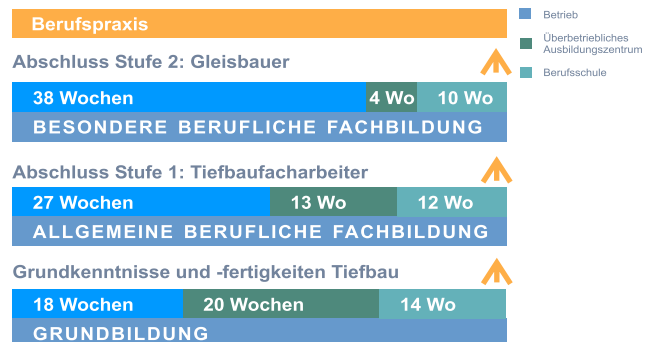 Berufspraxis
Betrieb
Überbetriebliches
Ausbildungszentrum
Berufsschule
Abschluss Stufe 2: Gleisbauer
38 Wochen 4 Wo 10 Wo
BESONDERE BERUFLICHE FACHBILDUNG
Abschluss Stufe 1: Tiefbaufacharbeiter
27 Wochen 13 Wo 12 Wo
ALLGEMEINE BERUFLICHE FACHBILDUNG
Grundkenntnisse und -fertigkeiten Tiefbau
18 Wochen 20 Wochen 14 Wo
GRUNDBILDUNG